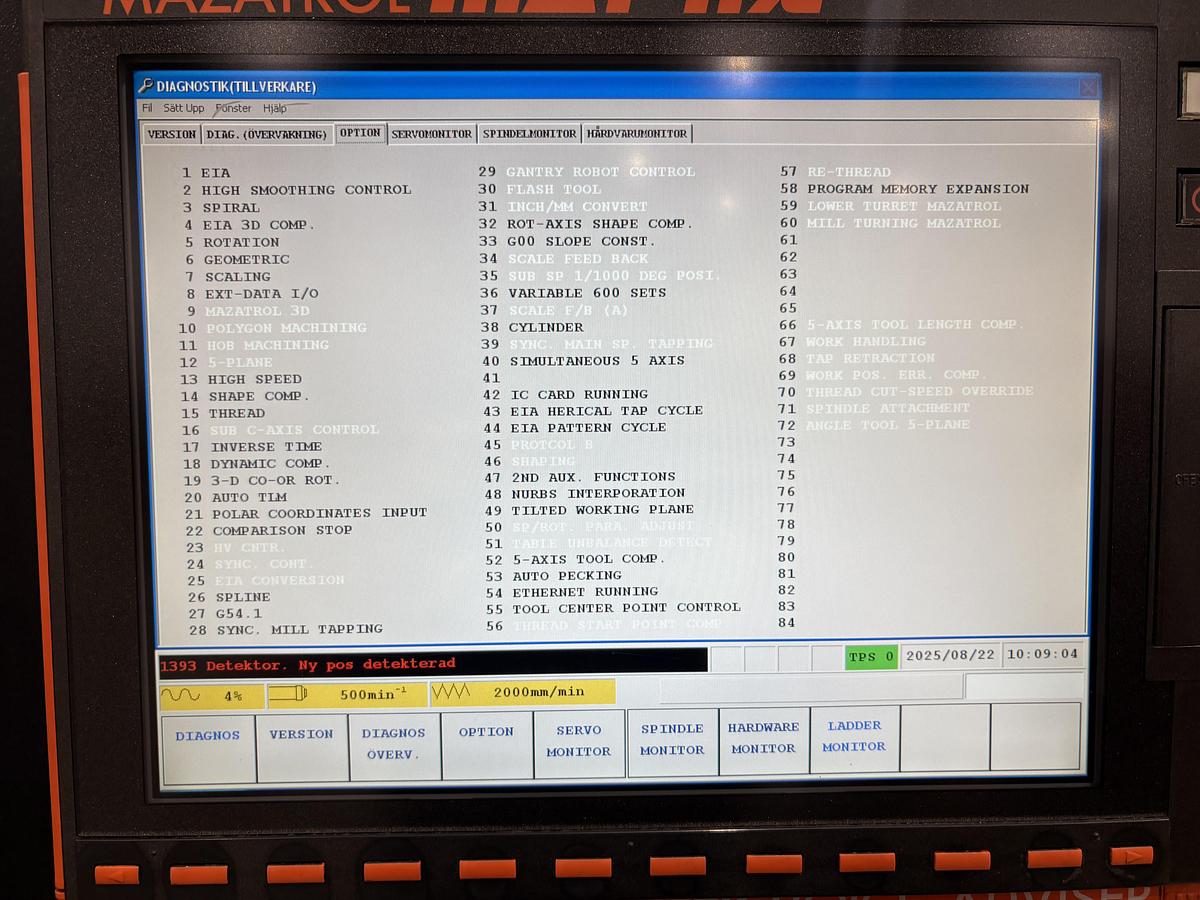 MAZATROL MATRIX
DIAGNOSTIK(TILLVERKARE)
Fil Sätt Upp Fönster Hjälp
VERSION DIAG.(ÖVERVAKNING) OPTION SERVOMONITOR SPINDELMONITOR HÅRDVARUMONITOR
1 EIA
2 HIGH SMOOTHING CONTROL
3 SPIRAL
4 EIA 3D COMP.
5 ROTATION
6 GEOMETRIC
7 SCALING
8 EXT-DATA I/O
9 MAZATROL 3D
10 POLYGON MACHINING
11 HOB MACHINING
12 5-PLANE
13 HIGH SPEED
14 SHAPE COMP.
15 THREAD
16 SUB C-AXIS CONTROL
17 INVERSE TIME
18 DYNAMIC COMP.
19 3-D CO-OR ROT.
20 AUTO TLM
21 POLAR COORDINATES INPUT
22 COMPARISON STOP
23 HV CNTR.
24 SYNC. CONT.
25 EIA CONVERSION
26 SPLINE
27 G54.1
28 SYNC. MILL TAPPING
29 GANTRY ROBOT CONTROL
30 FLASH TOOL
31 INCH/MM CONVERT
32 ROT-AXIS SHAPE COMP.
33 G00 SLOPE CONST.
34 SCALE FEED BACK
35 SUB SP 1/1000 DEG POSI.
36 VARIABLE 600 SETS
37 SCALE F/B (A)
38 CYLINDER
39 SYNC. MAIN SP. TAPPING
40 SIMULTANEOUS 5 AXIS
41
42 IC CARD RUNNING
43 EIA HERICAL TAP CYCLE
44 EIA PATTERN CYCLE
45 PROTCOL B
46 SHAPING
47 2ND AUX. FUNCTIONS
48 NURBS INTERPORATION
49 TILTED WORKING PLANE
50 SP/ROT. PARA. ADJUST
51 TABLE UNBALANCE DETECT
52 5-AXIS TOOL COMP.
53 AUTO PECKING
54 ETHERNET RUNNING
55 TOOL CENTER POINT CONTROL
56 THREAD START POINT COMP.
57 RE-THREAD
58 PROGRAM MEMORY EXPANSION
59 LOWER TURRET MAZATROL
60 MILL TURNING MAZATROL
61
62
63
64
65
66 5-AXIS TOOL LENGTH COMP.
67 WORK HANDLING
68 TAP RETRACTION
69 WORK POS. ERR. COMP.
70 THREAD CUT-SPEED OVERRIDE
71 SPINDLE ATTACHMENT
72 ANGLE TOOL 5-PLANE
73
74
75
76
77
78
79
80
81
82
83
84
1393 Detektor. Ny pos detekterad
TPS 0 2025/08/22 10:09:04
4% 500min⁻¹ 2000mm/min
DIAGNOS
VERSION
DIAGNOS
ÖVERV.
OPTION
SERVO
MONITOR
SPINDLE
MONITOR
HARDWARE
MONITOR
LADDER
MONITOR